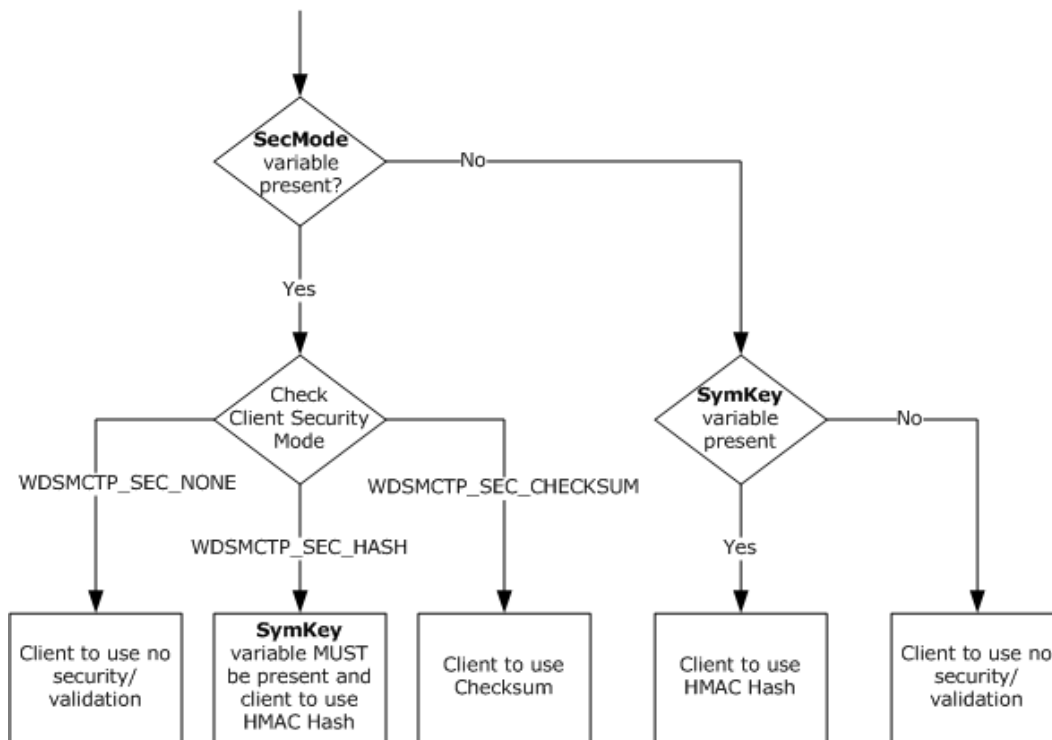 SecMode
variable
present?
No
Yes
Check
Client Security
Mode
SymKey
variable
present
No
WDSMCTP_SEC_NONE
WDSMCTP_SEC_CHECKSUM
WDSMCTP_SEC_HASH
Yes
Client to use no
security/
validation
SymKey
variable MUST
be present and
client to use
HMAC Hash
Client to use
Checksum
Client to use
HMAC Hash
Client to use no
security/
validation